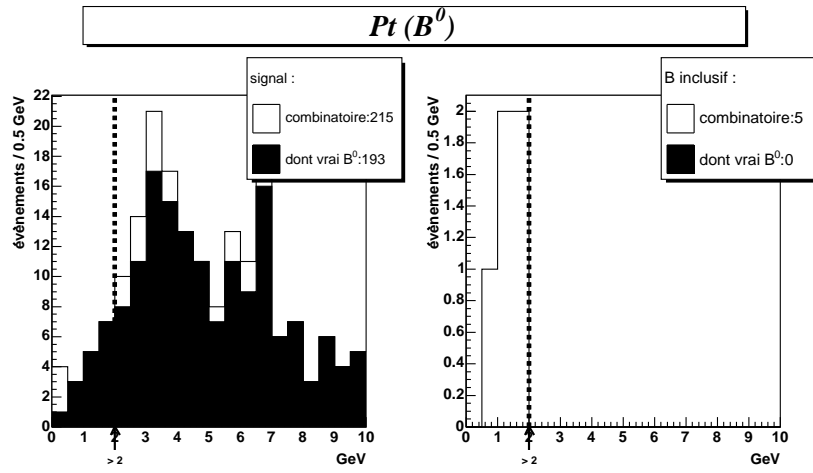 Pt (B⁰)
signal :
combinatoire:215
dont vrai B⁰:193
évènements / 0.5 GeV
22
20
18
16
14
12
10
8
6
4
2
0
0 1 2 3 4 5 6 7 8 9 10
> 2
GeV
B inclusif :
combinatoire:5
dont vrai B⁰:0
évènements / 0.5 GeV
2
1.8
1.6
1.4
1.2
1
0.8
0.6
0.4
0.2
0
0 1 2 3 4 5 6 7 8 9 10
> 2
GeV